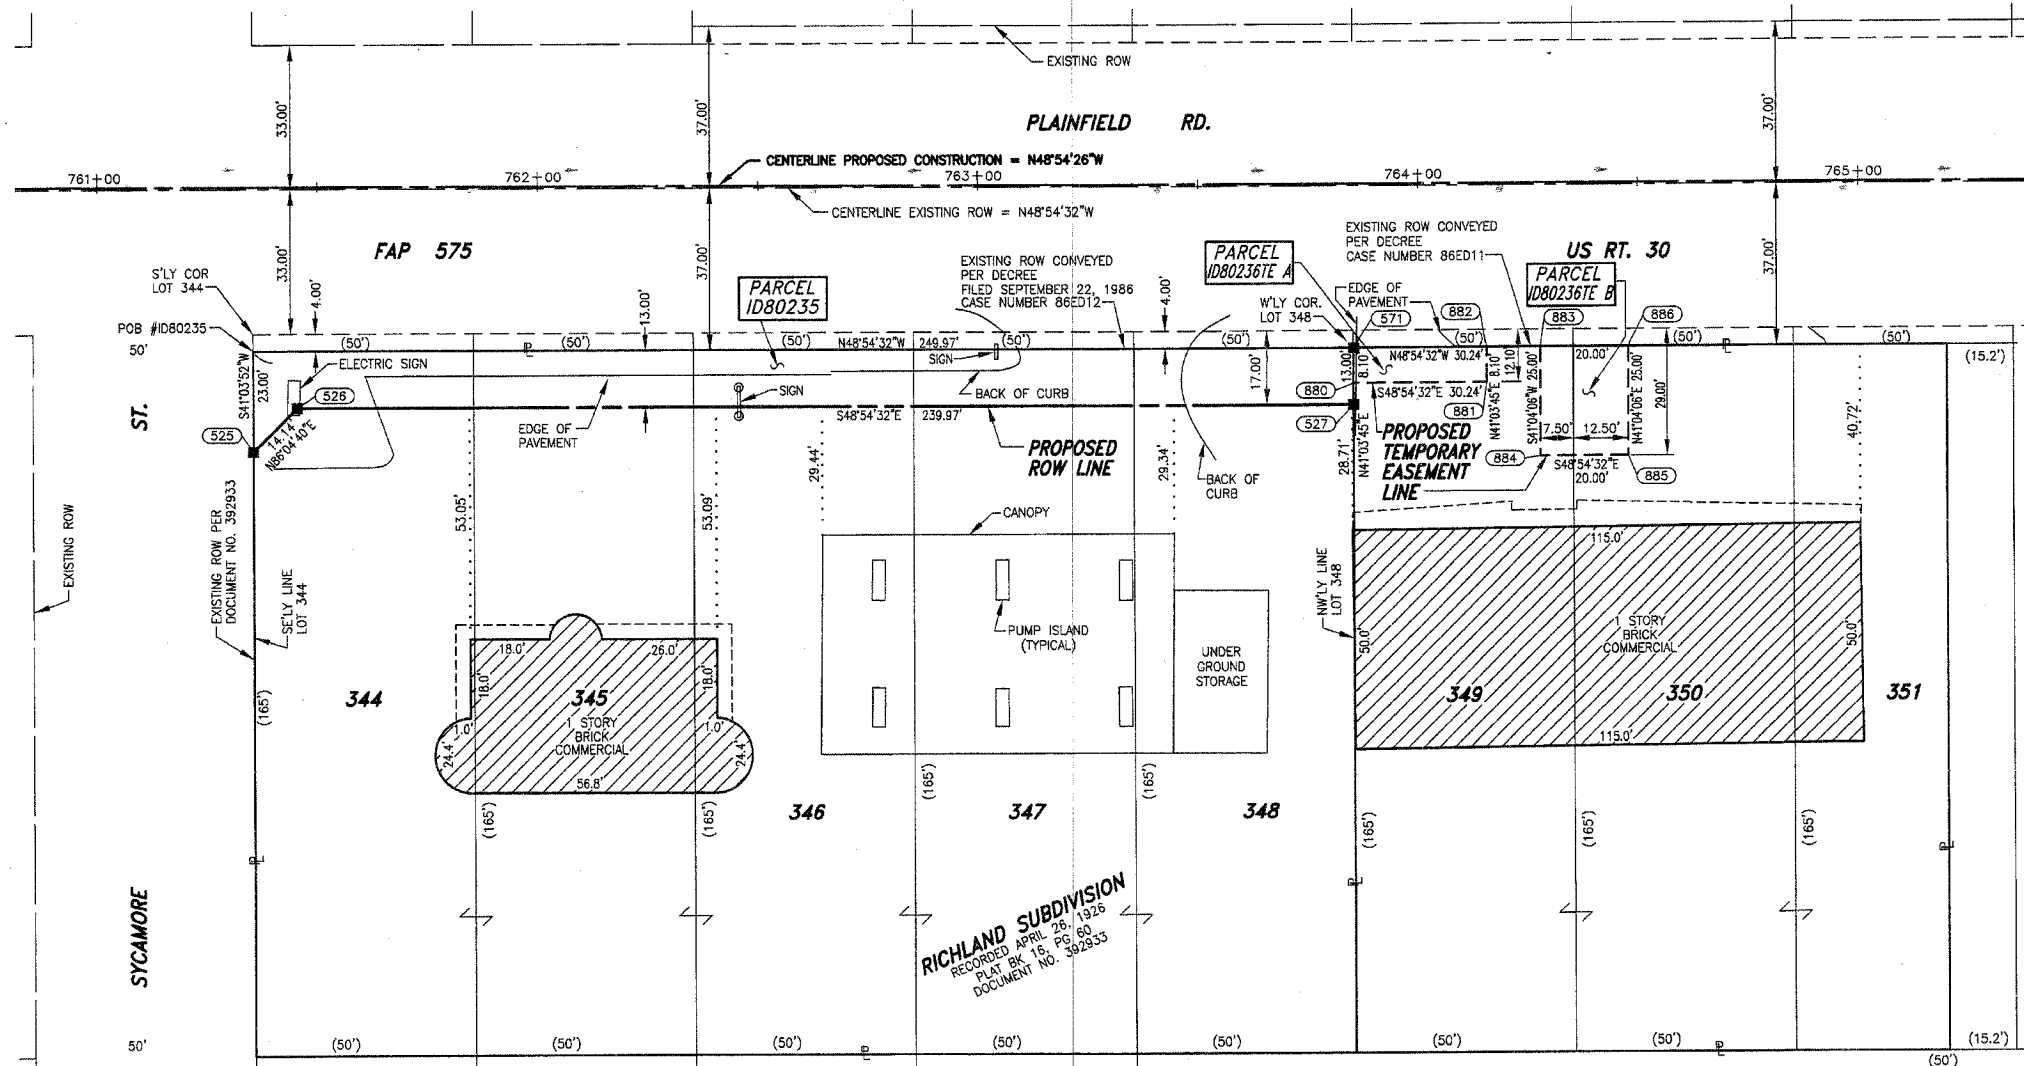 EXISTING ROW
33.00'
37.00'
37.00'
PLAINFIELD RD.
CENTERLINE PROPOSED CONSTRUCTION = N48°54'26"W
761+00
762+00
763+00
764+00
765+00
CENTERLINE EXISTING ROW = N48°54'32"W
FAP 575
US RT. 30
33.00'
37.00'
37.00'
S'LY COR
LOT 344
4.00'
13.00'
PARCEL
ID80235
EXISTING ROW CONVEYED
PER DECREE
FILED SEPTEMBER 22, 1986
CASE NUMBER 86ED12
4.00'
PARCEL
ID80236TE A
EXISTING ROW CONVEYED
PER DECREE
CASE NUMBER 86ED11
PARCEL
ID80236TE B
W'LY COR.
LOT 348
EDGE OF
PAVEMENT
571
882
883
886
POB #ID80235
50'
(50')
(50')
(50')
N48°54'32"W 249.97'
(50')
(50')
(50')
(50')
(50')
(15.2')
ELECTRIC SIGN
SIGN
SIGN
BACK OF CURB
S41°03'52"W
23.00'
526
525
14.14'
N86°04'40"E
EDGE OF
PAVEMENT
S48°54'32"E 239.97'
PROPOSED
ROW LINE
17.00'
13.00'
8.10'
N48°54'32"W 30.24'
S48°54'32"E 30.24'
880
881
527
N41°03'45"E 8.10'
12.10'
S41°04'06"W 25.00'
20.00'
N41°04'06"E 25.00'
29.00'
7.50'
12.50'
S48°54'32"E
20.00'
884
885
40.72'
28.71'
N41°03'45"E
PROPOSED
TEMPORARY
EASEMENT
LINE
BACK OF
CURB
53.05'
53.09'
29.44'
29.34'
CANOPY
ST.
SYCAMORE
EXISTING ROW
EXISTING ROW PER
DOCUMENT NO. 392933
SE'LY LINE
LOT 344
NW'LY LINE
LOT 348
PUMP ISLAND
(TYPICAL)
UNDER
GROUND
STORAGE
115.0'
50.0'
1 STORY
BRICK
COMMERCIAL
50.0'
115.0'
18.0'
26.0'
18.0'
18.0'
1.0'
1.0'
24.4'
24.4'
56.8'
1 STORY
BRICK
COMMERCIAL
344
345
346
347
348
349
350
351
(165')
(165')
(165')
(165')
(165')
(165')
(165')
(165')
RICHLAND SUBDIVISION
RECORDED APRIL 26, 1926
PLAT BK 16, PG 60
DOCUMENT NO. 392933
50'
(50')
(50')
(50')
(50')
(50')
(50')
(50')
(15.2')
(50')